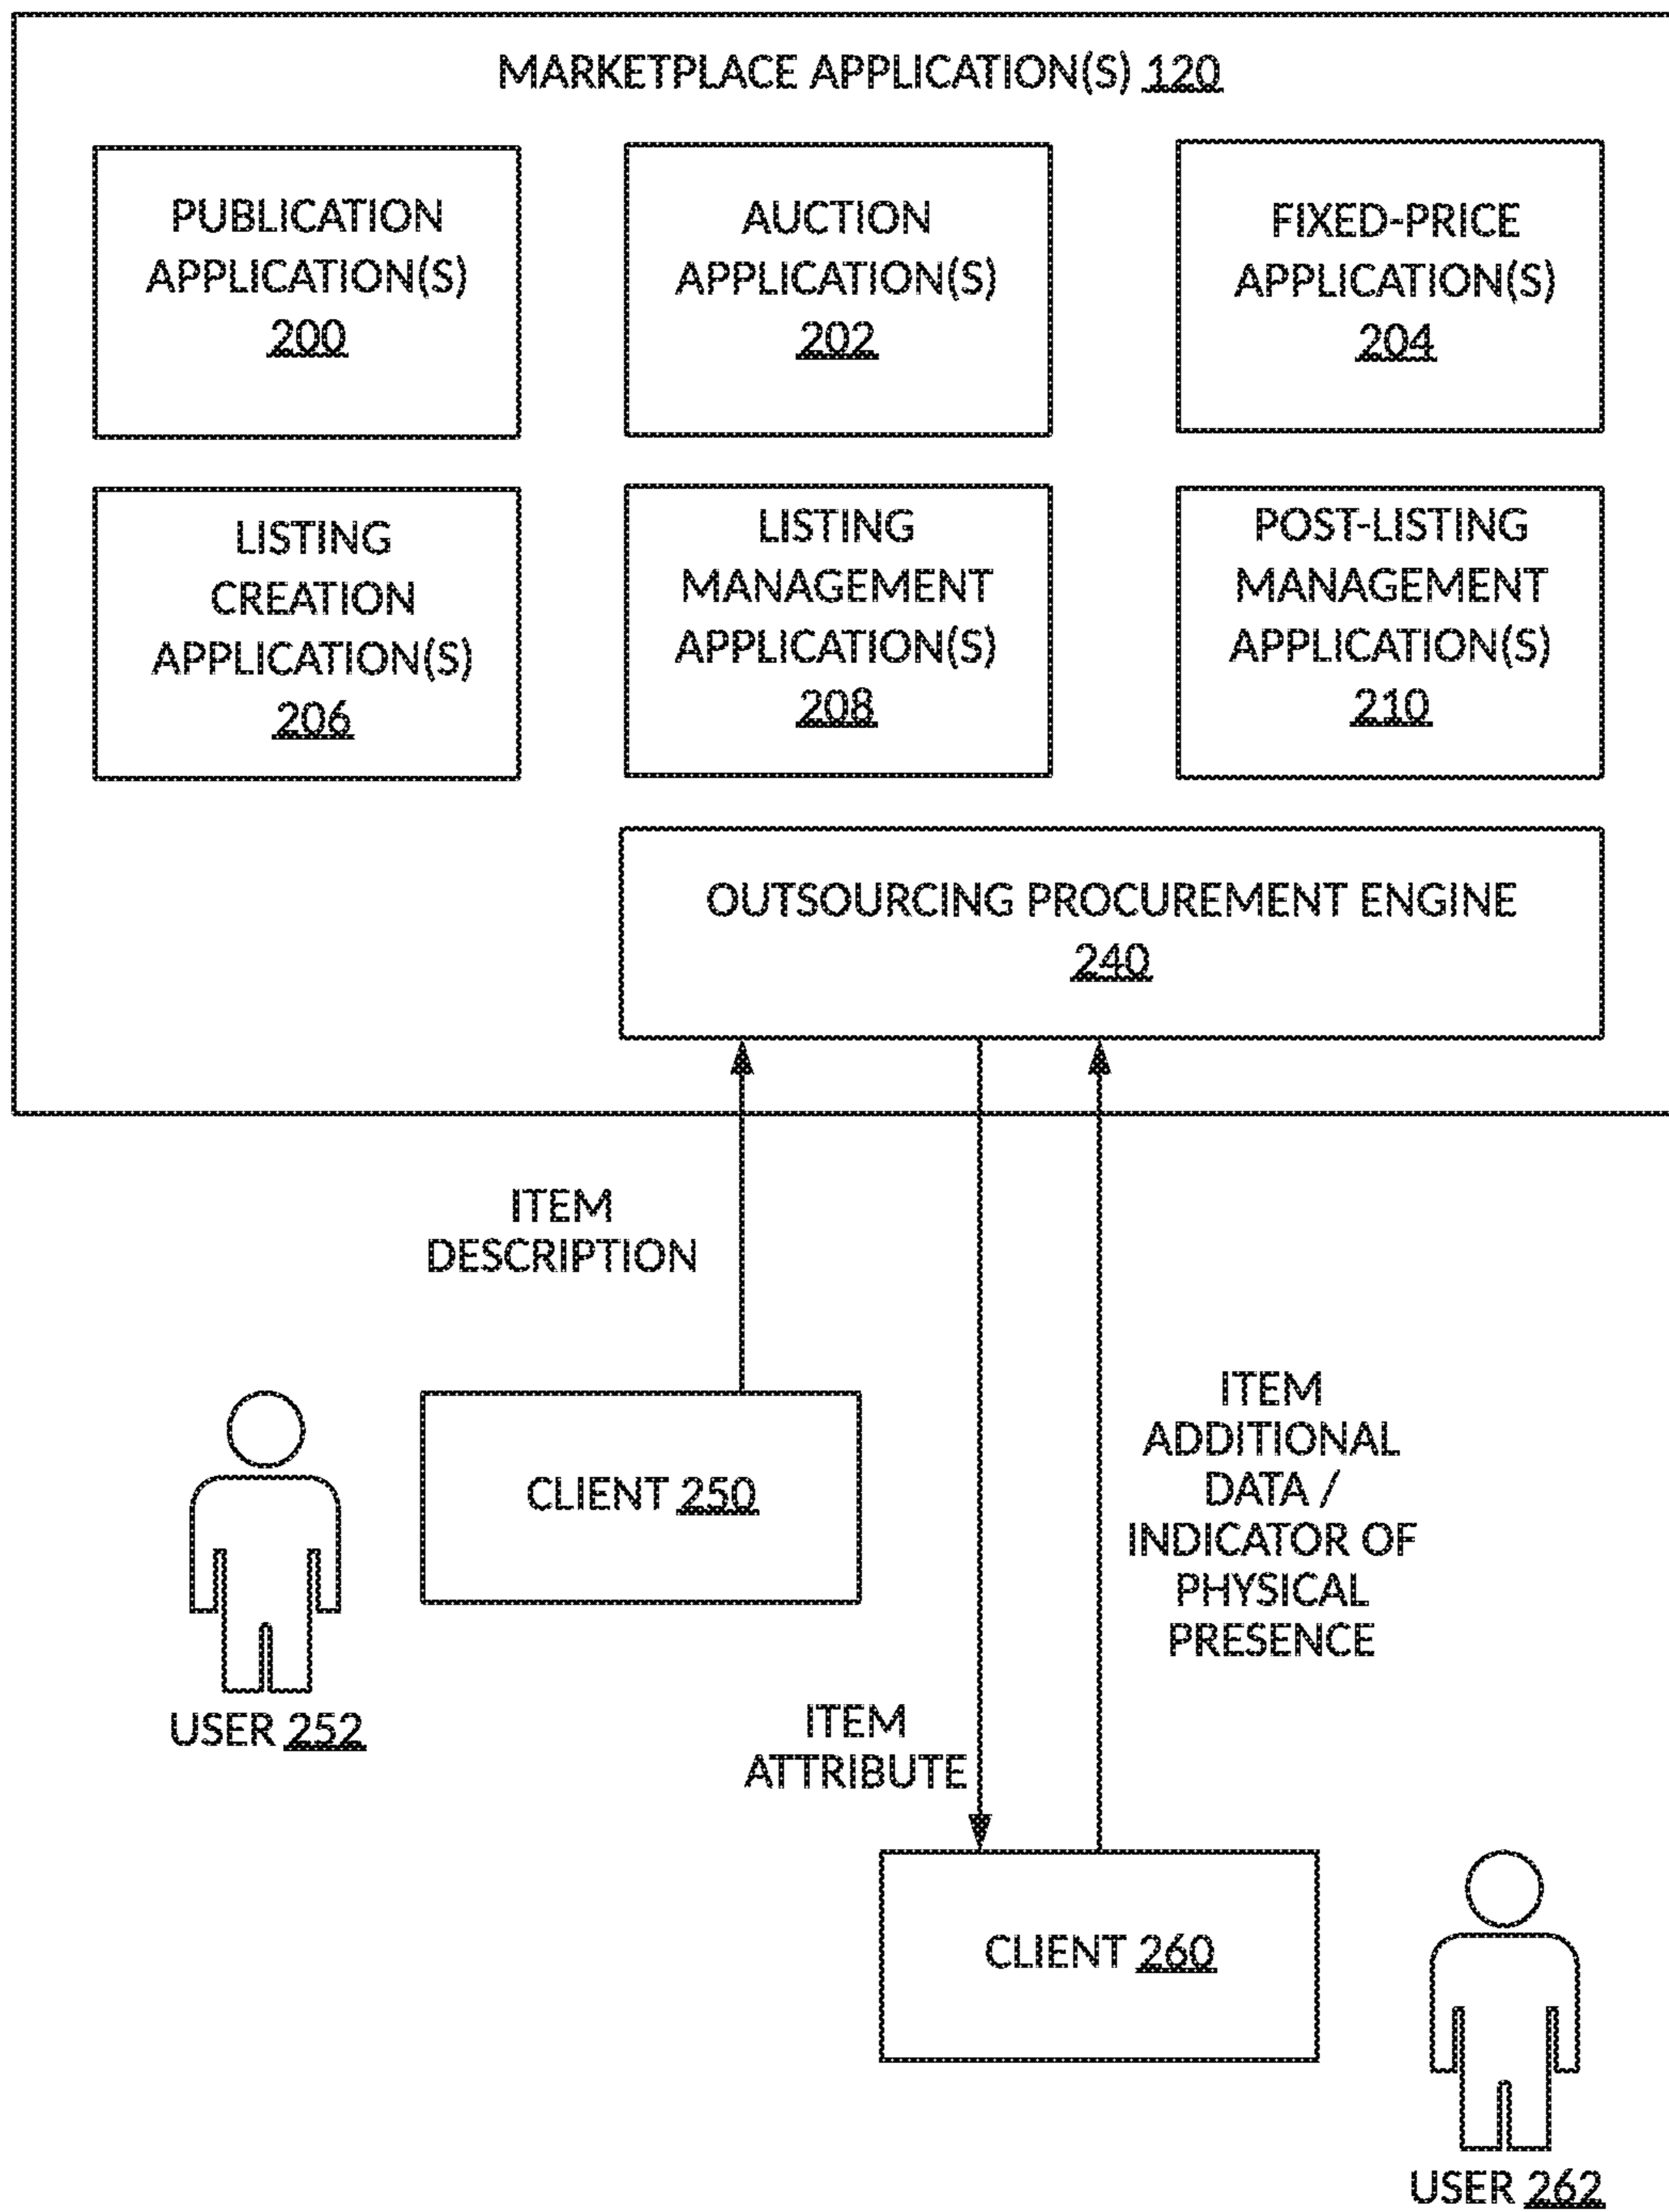 MARKETPLACE APPLICATION(S) 120
PUBLICATION
APPLICATION(S)
200
AUCTION
APPLICATION(S)
202
FIXED-PRICE
APPLICATION(S)
204
LISTING
CREATION
APPLICATION(S)
206
LISTING
MANAGEMENT
APPLICATION(S)
208
POST-LISTING
MANAGEMENT
APPLICATION(S)
210
OUTSOURCING PROCUREMENT ENGINE
240
ITEM
DESCRIPTION
CLIENT 250
USER 252
ITEM
ADDITIONAL
DATA /
INDICATOR OF
PHYSICAL
PRESENCE
ITEM
ATTRIBUTE
CLIENT 260
USER 262